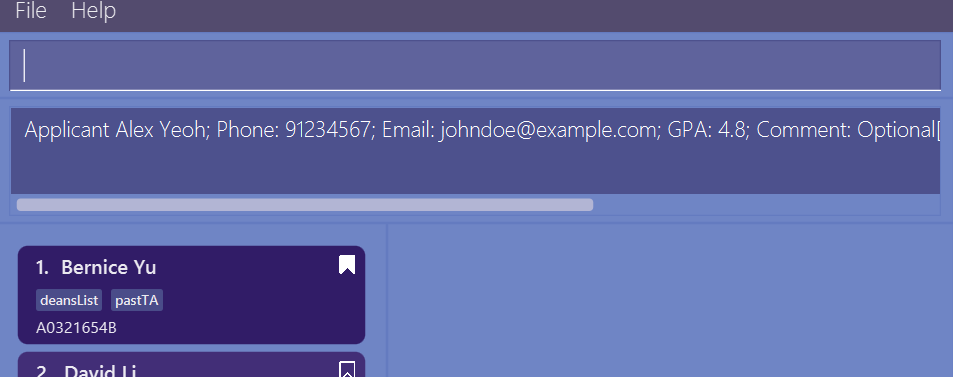 File Help
Applicant Alex Yeoh; Phone: 91234567; Email: johndoe@example.com; GPA: 4.8; Comment: Optional[
1. Bernice Yu
deansList pastTA
A0321654B
2. David Li